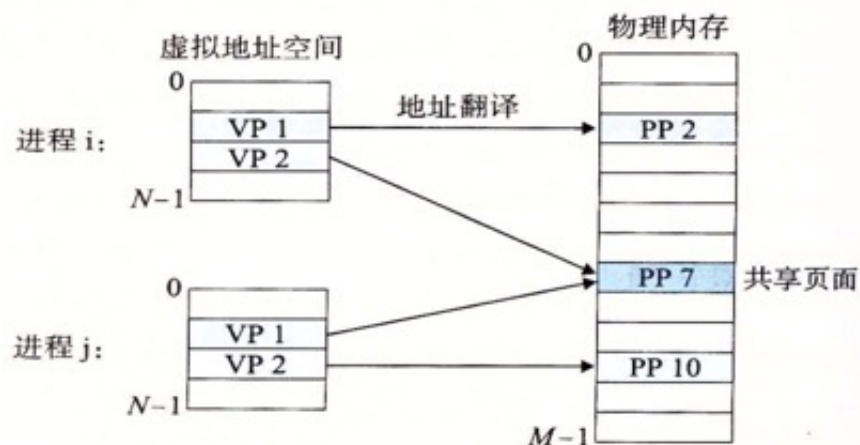 虚拟地址空间
物理内存
0
0
地址翻译
进程 i:
VP 1
PP 2
VP 2
N-1
0
PP 7
共享页面
进程 j:
VP 1
VP 2
PP 10
N-1
M-1